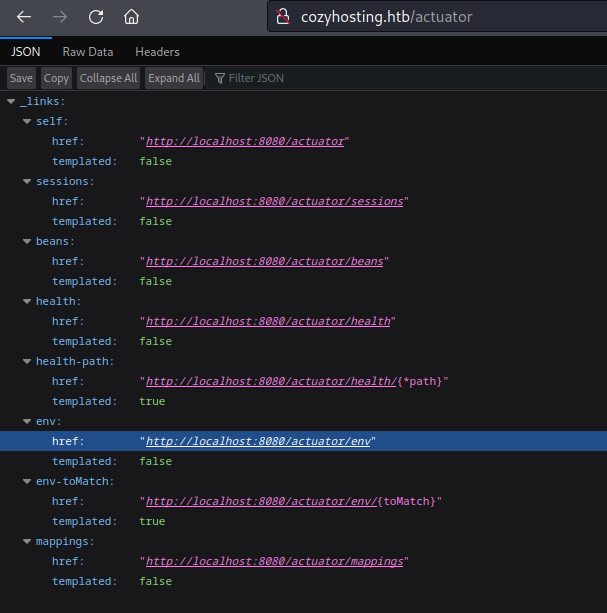 cozyhosting.htb/actuator
JSON Raw Data Headers
Save Copy Collapse All Expand All Filter JSON
_links:
self:
href: "http://localhost:8080/actuator"
templated: false
sessions:
href: "http://localhost:8080/actuator/sessions"
templated: false
beans:
href: "http://localhost:8080/actuator/beans"
templated: false
health:
href: "http://localhost:8080/actuator/health"
templated: false
health-path:
href: "http://localhost:8080/actuator/health/{*path}"
templated: true
env:
href: "http://localhost:8080/actuator/env"
templated: false
env-toMatch:
href: "http://localhost:8080/actuator/env/{toMatch}"
templated: true
mappings:
href: "http://localhost:8080/actuator/mappings"
templated: false